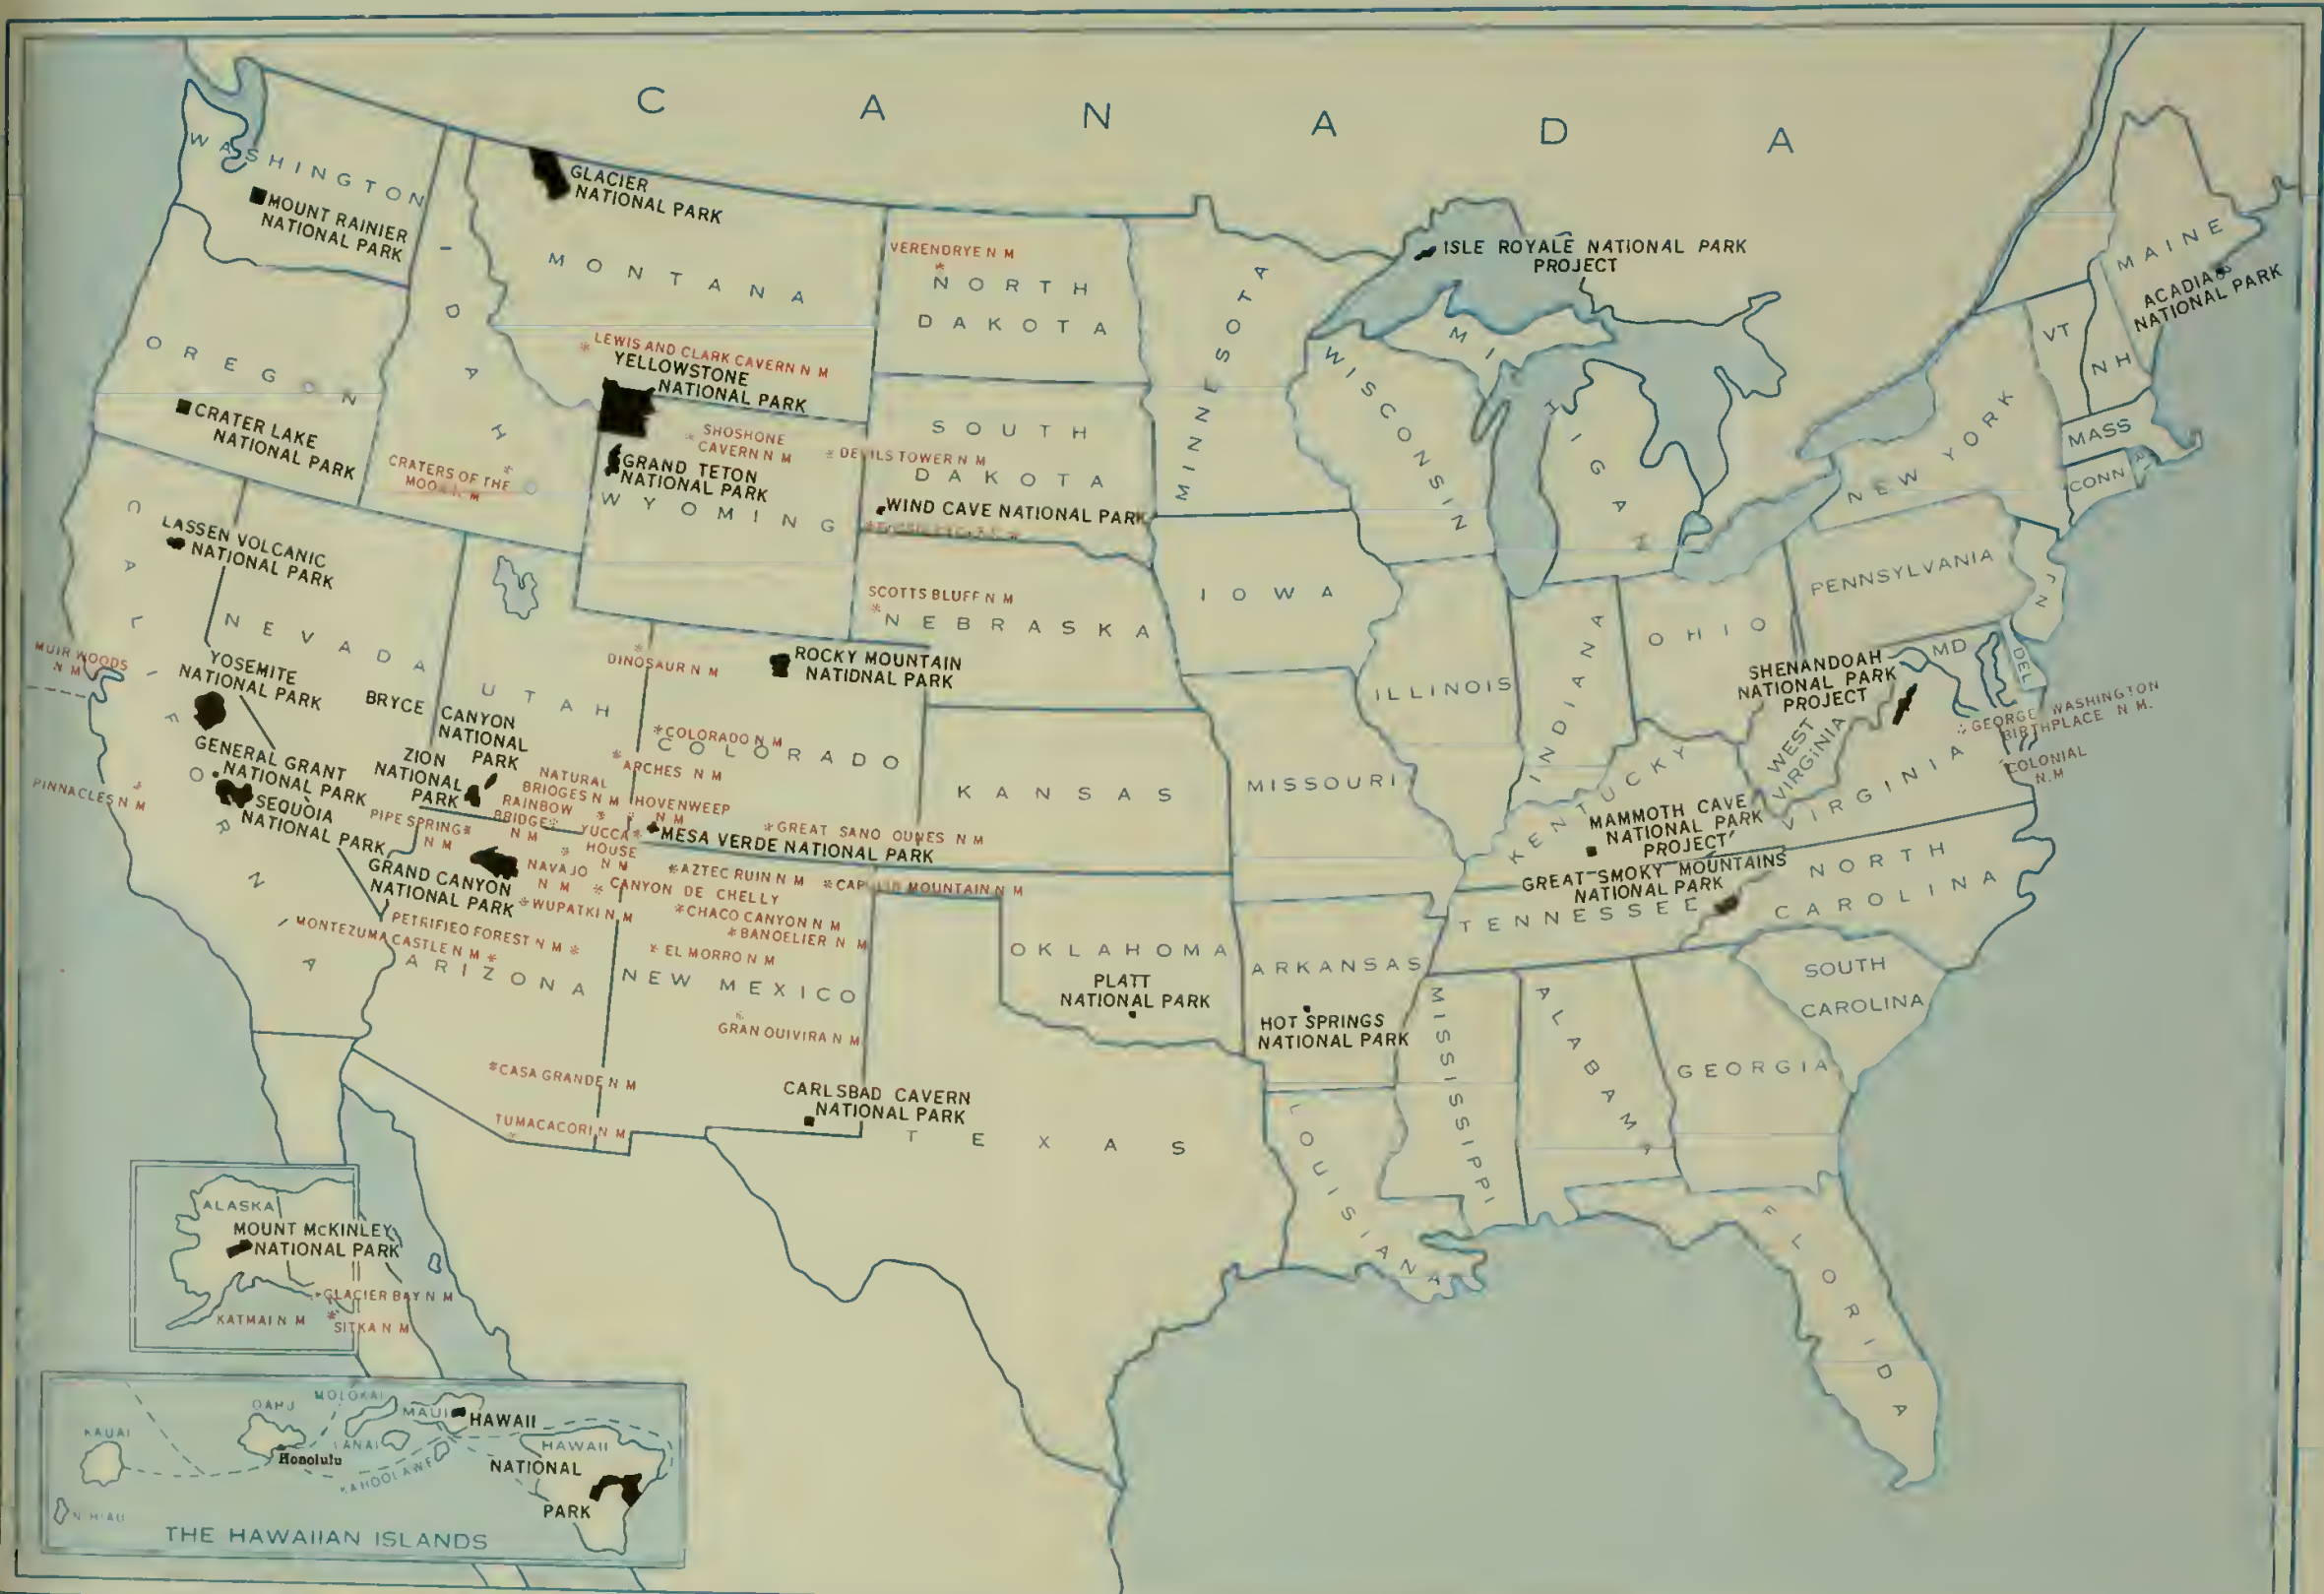 C A N A D A
WASHINGTON
MOUNT RAINIER
NATIONAL PARK
GLACIER
NATIONAL PARK
MONTANA
IDAHO
OREGON
CRATER LAKE
NATIONAL PARK
CRATERS OF THE
LEWIS AND CLARK CAVERN N M
YELLOWSTONE
NATIONAL PARK
SHOSHONE
CAVERN N M
GRAND TETON
NATIONAL PARK
WYOMING
VERENDRYE N M
NORTH
DAKOTA
SOUTH
DAKOTA
DEVILS TOWER N M
WIND CAVE NATIONAL PARK
SCOTTS BLUFF N M
NEBRASKA
MINNESOTA
ISLE ROYALE NATIONAL PARK
PROJECT
WISCONSIN
MICHIGAN
IOWA
ILLINOIS
INDIANA
OHIO
PENNSYLVANIA
NEW YORK
VT
NH
MAINE
ACADIA
NATIONAL PARK
MASS
CONN
R I
N J
MD
DEL
SHENANDOAH
NATIONAL PARK
PROJECT
WEST
VIRGINIA
VIRGINIA
GEORGE WASHINGTON
BIRTHPLACE N M.
COLONIAL
N.M
CALIFORNIA
LASSEN VOLCANIC
NATIONAL PARK
NEVADA
MUIR WOODS
N M
YOSEMITE
NATIONAL PARK
GENERAL GRANT
NATIONAL PARK
SEQUOIA
NATIONAL PARK
PINNACLES N M
UTAH
BRYCE CANYON
NATIONAL
PARK
ZION
NATIONAL
PARK
DINOSAUR N M
ROCKY MOUNTAIN
NATIONAL PARK
COLORADO N M
COLORADO
ARCHES N M
NATURAL
BRIDGES N M
HOVENWEEP
N M
RAINBOW
BRIDGE
N M
YUCCA
HOUSE
N M
GREAT SAND DUNES N M
MESA VERDE NATIONAL PARK
PIPE SPRING
N M
GRAND CANYON
NATIONAL PARK
NAVAJO
N M
CANYON DE CHELLY
AZTEC RUIN N M
MOUNTAIN N M
WUPATKI N M
CHACO CANYON N M
BANDELIER N M
PETRIFIED FOREST N M
MONTEZUMA CASTLE N M
EL MORRO N M
ARIZONA
NEW MEXICO
GRAN QUIVIRA N M
CASA GRANDE N M
TUMACACORI N M
CARLSBAD CAVERN
NATIONAL PARK
TEXAS
KANSAS
MISSOURI
OKLAHOMA
PLATT
NATIONAL PARK
ARKANSAS
HOT SPRINGS
NATIONAL PARK
KENTUCKY
MAMMOTH CAVE
NATIONAL PARK
PROJECT
GREAT SMOKY MOUNTAINS
NATIONAL PARK
TENNESSEE
NORTH
CAROLINA
SOUTH
CAROLINA
MISSISSIPPI
ALABAMA
GEORGIA
LOUISIANA
FLORIDA
ALASKA
MOUNT McKINLEY
NATIONAL PARK
GLACIER BAY N M
KATMAI N M
SITKA N M
KAUAI
NIHIAU
OAHU
Honolulu
MOLOKAI
LANAI
MAUI
KAHOOLAWE
HAWAII
HAWAII
NATIONAL
PARK
THE HAWAIIAN ISLANDS